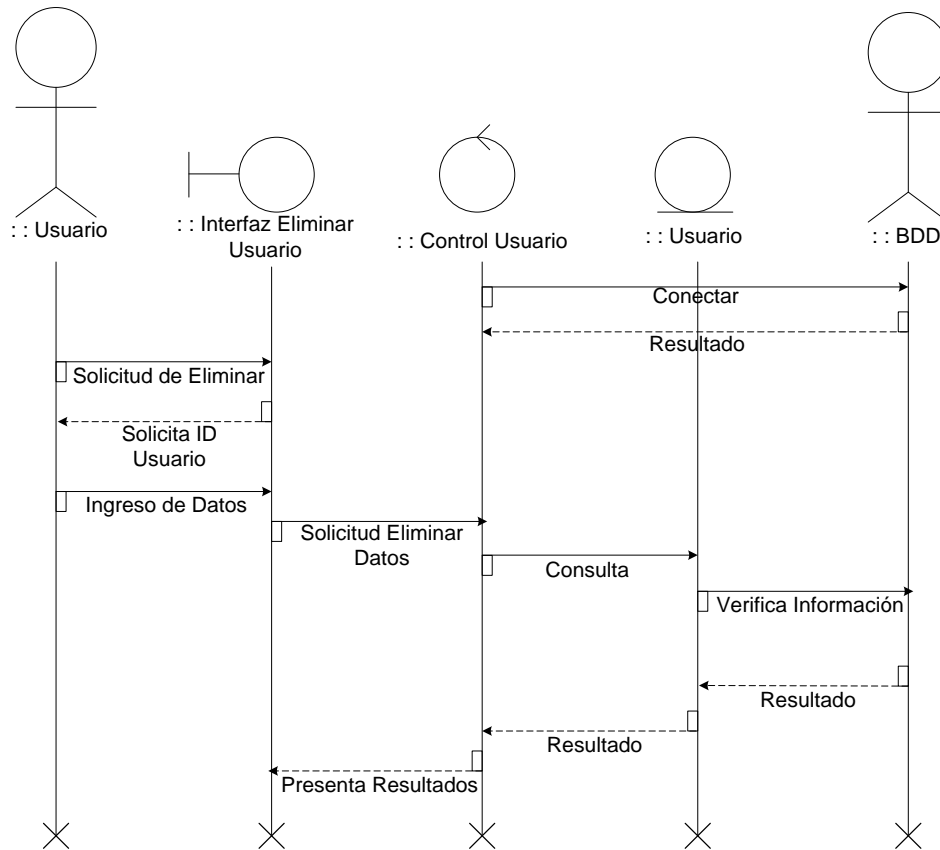 : : Usuario
: : Interfaz Eliminar
Usuario
: : Control Usuario
: : Usuario
: : BDD
Conectar
Resultado
Solicitud de Eliminar
Solicita ID
Usuario
Ingreso de Datos
Solicitud Eliminar
Datos
Consulta
Verifica Información
Resultado
Resultado
Presenta Resultados